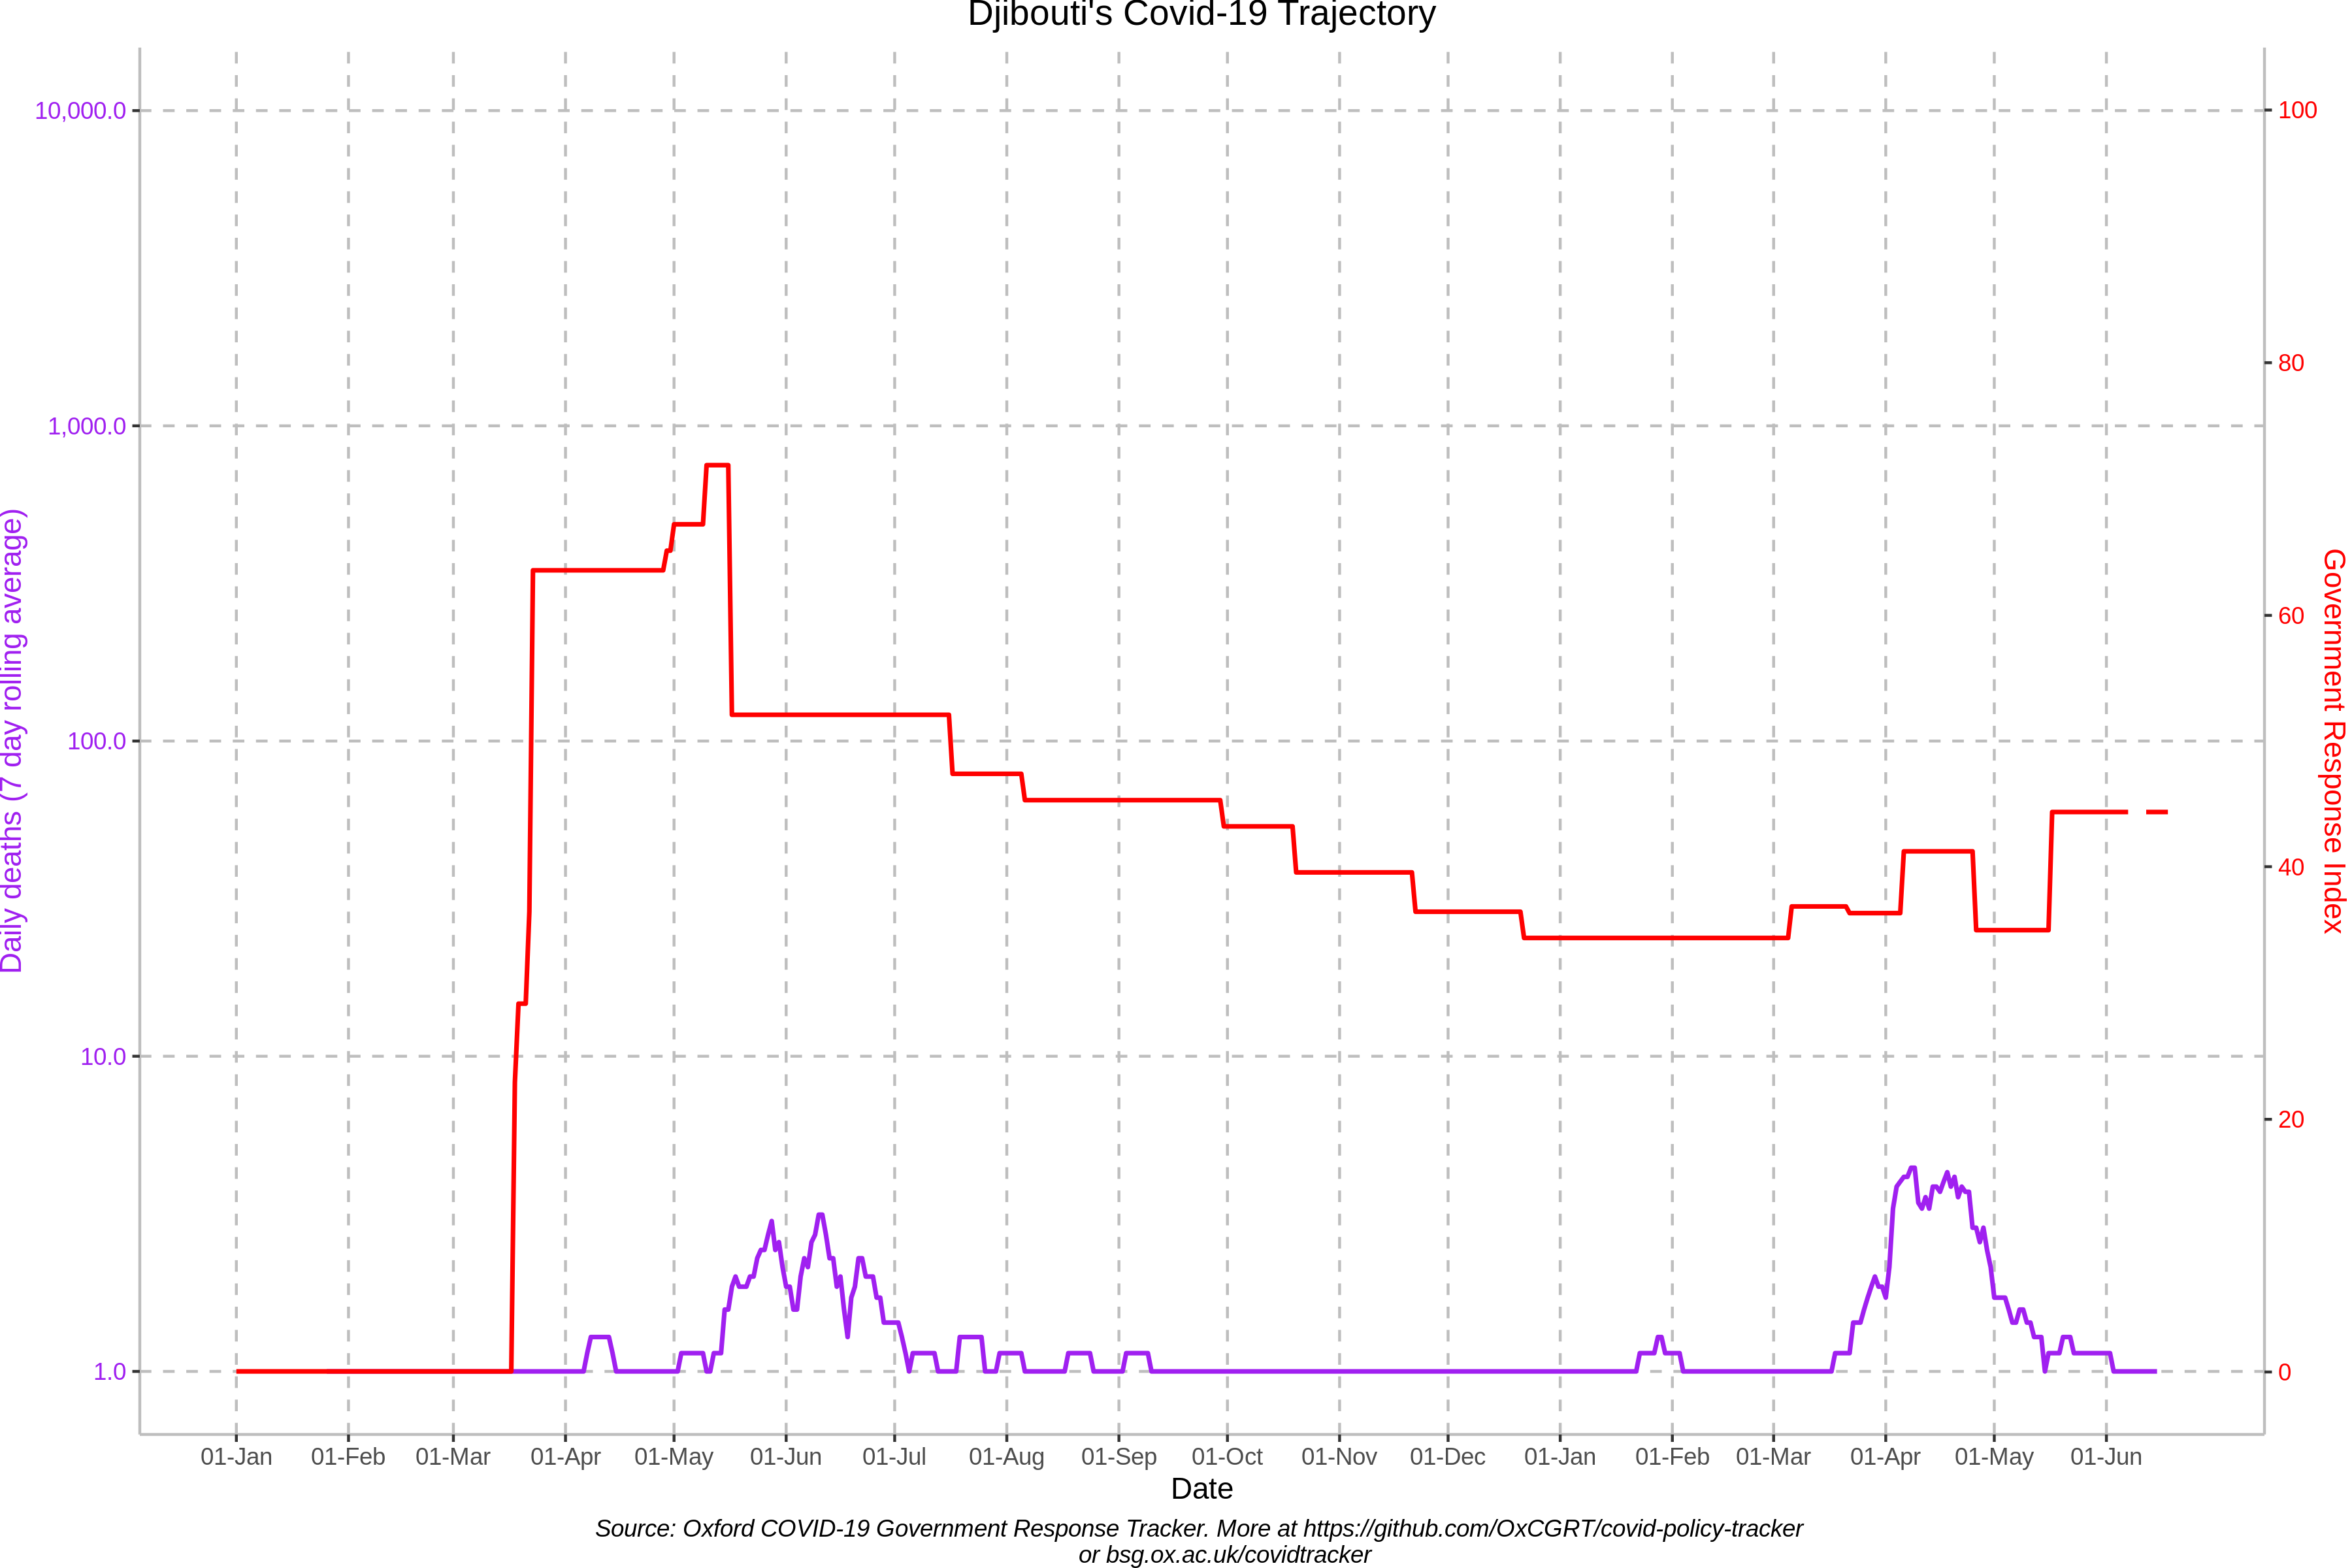 Djibouti's Covid-19 Trajectory
10,000.0
1,000.0
100.0
10.0
1.0
Daily deaths (7 day rolling average)
100
80
60
40
20
0
Government Response Index
01-Jan 01-Feb 01-Mar 01-Apr 01-May 01-Jun 01-Jul 01-Aug 01-Sep 01-Oct 01-Nov 01-Dec 01-Jan 01-Feb 01-Mar 01-Apr 01-May 01-Jun
Date
Source: Oxford COVID-19 Government Response Tracker. More at https://github.com/OxCGRT/covid-policy-tracker
or bsg.ox.ac.uk/covidtracker